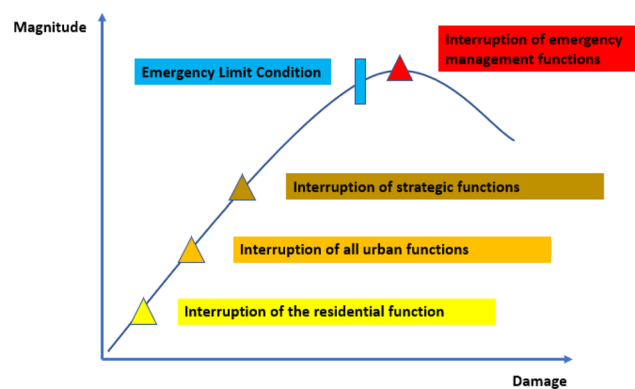 Magnitude
Interruption of emergency
management functions
Emergency Limit Condition
Interruption of strategic functions
Interruption of all urban functions
Interruption of the residential function
Damage